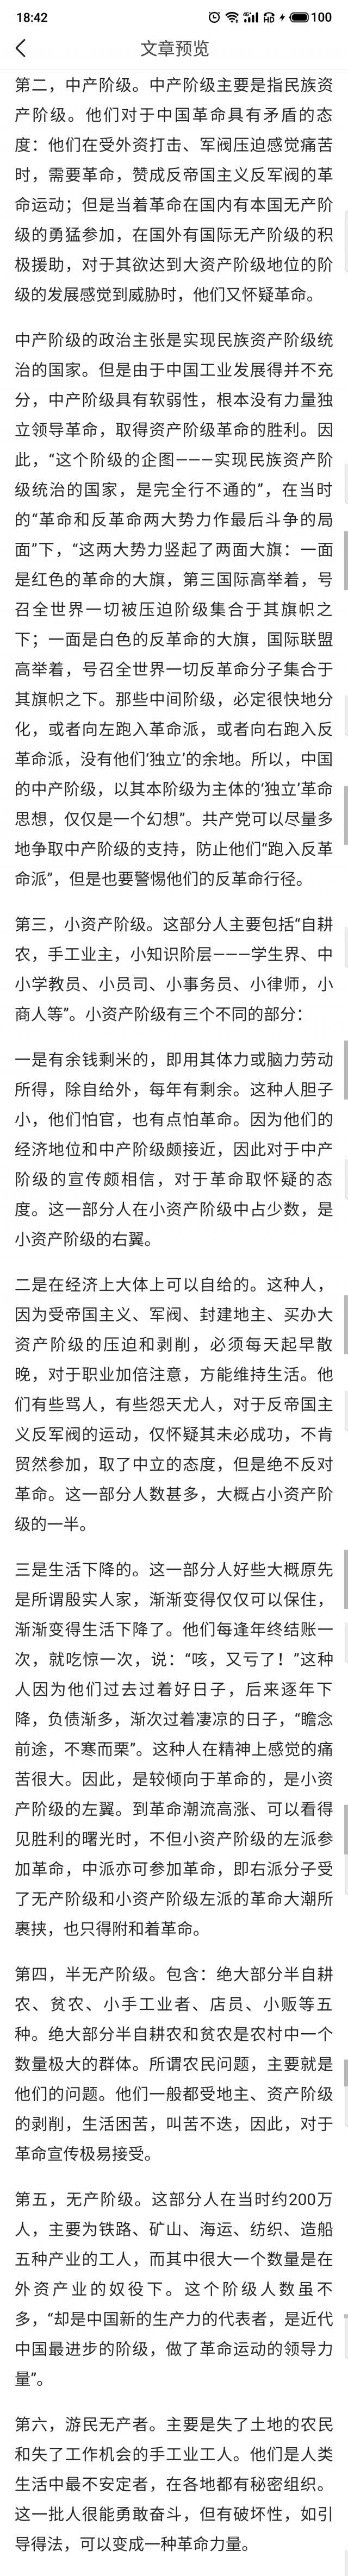 18:42
100
文章预览
第二，中产阶级。中产阶级主要是指民族资
产阶级。他们对于中国革命具有矛盾的态
度：他们在受外资打击、军阀压迫感觉痛苦
时，需要革命，赞成反帝国主义反军阀的革
命运动；但是当着革命在国内有本国无产阶
级的勇猛参加，在国外有国际无产阶级的积
极援助，对于其欲达到大资产阶级地位的阶
级的发展感觉到威胁时，他们又怀疑革命。
中产阶级的政治主张是实现民族资产阶级统
治的国家。但是由于中国工业发展得并不充
分，中产阶级具有软弱性，根本没有力量独
立领导革命，取得资产阶级革命的胜利。因
此，“这个阶级的企图———实现民族资产阶
级统治的国家，是完全行不通的”，在当时
的“革命和反革命两大势力作最后斗争的局
面”下，“这两大势力竖起了两面大旗：一面
是红色的革命的大旗，第三国际高举着，号
召全世界一切被压迫阶级集合于其旗帜之
下；一面是白色的反革命的大旗，国际联盟
高举着，号召全世界一切反革命分子集合于
其旗帜之下。那些中间阶级，必定很快地分
化，或者向左跑入革命派，或者向右跑入反
革命派，没有他们‘独立’的余地。所以，中国
的中产阶级，以其本阶级为主体的‘独立’革命
思想，仅仅是一个幻想”。共产党可以尽量多
地争取中产阶级的支持，防止他们“跑入反革
命派”，但是也要警惕他们的反革命行径。
第三，小资产阶级。这部分人主要包括“自耕
农，手工业主，小知识阶层———学生界、中
小学教员、小员司、小事务员、小律师，小
商人等”。小资产阶级有三个不同的部分：
一是有余钱剩米的，即用其体力或脑力劳动
所得，除自给外，每年有剩余。这种人胆子
小，他们怕官，也有点怕革命。因为他们的
经济地位和中产阶级颇接近，因此对于中产
阶级的宣传颇相信，对于革命取怀疑的态
度。这一部分人在小资产阶级中占少数，是
小资产阶级的右翼。
二是在经济上大体上可以自给的。这种人，
因为受帝国主义、军阀、封建地主、买办大
资产阶级的压迫和剥削，必须每天起早散
晚，对于职业加倍注意，方能维持生活。他
们有些骂人，有些怨天尤人，对于反帝国主
义反军阀的运动，仅怀疑其未必成功，不肯
贸然参加，取了中立的态度，但是绝不反对
革命。这一部分人数甚多，大概占小资产阶
级的一半。
三是生活下降的。这一部分人好些大概原先
是所谓殷实人家，渐渐变得仅仅可以保住，
渐渐变得生活下降了。他们每逢年终结账一
次，就吃惊一次，说：“咳，又亏了！”这种
人因为他们过去过着好日子，后来逐年下
降，负债渐多，渐次过着凄凉的日子，“瞻念
前途，不寒而栗”。这种人在精神上感觉的痛
苦很大。因此，是较倾向于革命的，是小资
产阶级的左翼。到革命潮流高涨、可以看得
见胜利的曙光时，不但小资产阶级的左派参
加革命，中派亦可参加革命，即右派分子受
了无产阶级和小资产阶级左派的革命大潮所
裹挟，也只得附和着革命。
第四，半无产阶级。包含：绝大部分半自耕
农、贫农、小手工业者、店员、小贩等五
种。绝大部分半自耕农和贫农是农村中一个
数量极大的群体。所谓农民问题，主要就是
他们的问题。他们一般都受地主、资产阶级
的剥削，生活困苦，叫苦不迭，因此，对于
革命宣传极易接受。
第五，无产阶级。这部分人在当时约200万
人，主要为铁路、矿山、海运、纺织、造船
五种产业的工人，而其中很大一个数量是在
外资产业的奴役下。这个阶级人数虽不
多，“却是中国新的生产力的代表者，是近代
中国最进步的阶级，做了革命运动的领导力
量”。
第六，游民无产者。主要是失了土地的农民
和失了工作机会的手工业工人。他们是人类
生活中最不安定者，在各地都有秘密组织。
这一批人很能勇敢奋斗，但有破坏性，如引
导得法，可以变成一种革命力量。